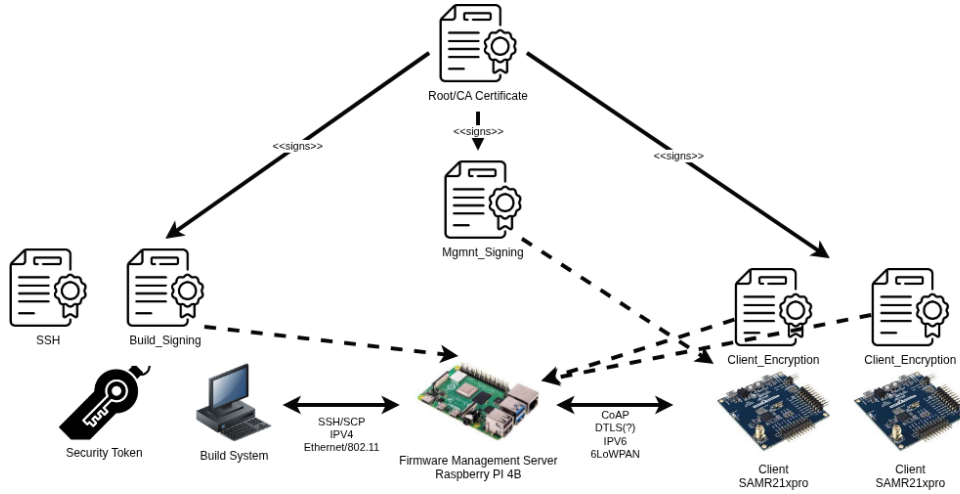 Root/CA Certificate
<<signs>>
<<signs>>
<<signs>>
Mgmnt_Signing
SSH
Build_Signing
Client_Encryption
Client_Encryption
Security Token
Build System
SSH/SCP
IPV4
Ethernet/802.11
Firmware Management Server
Raspberry PI 4B
CoAP
DTLS(?)
IPV6
6LoWPAN
Client
SAMR21xpro
Client
SAMR21xpro